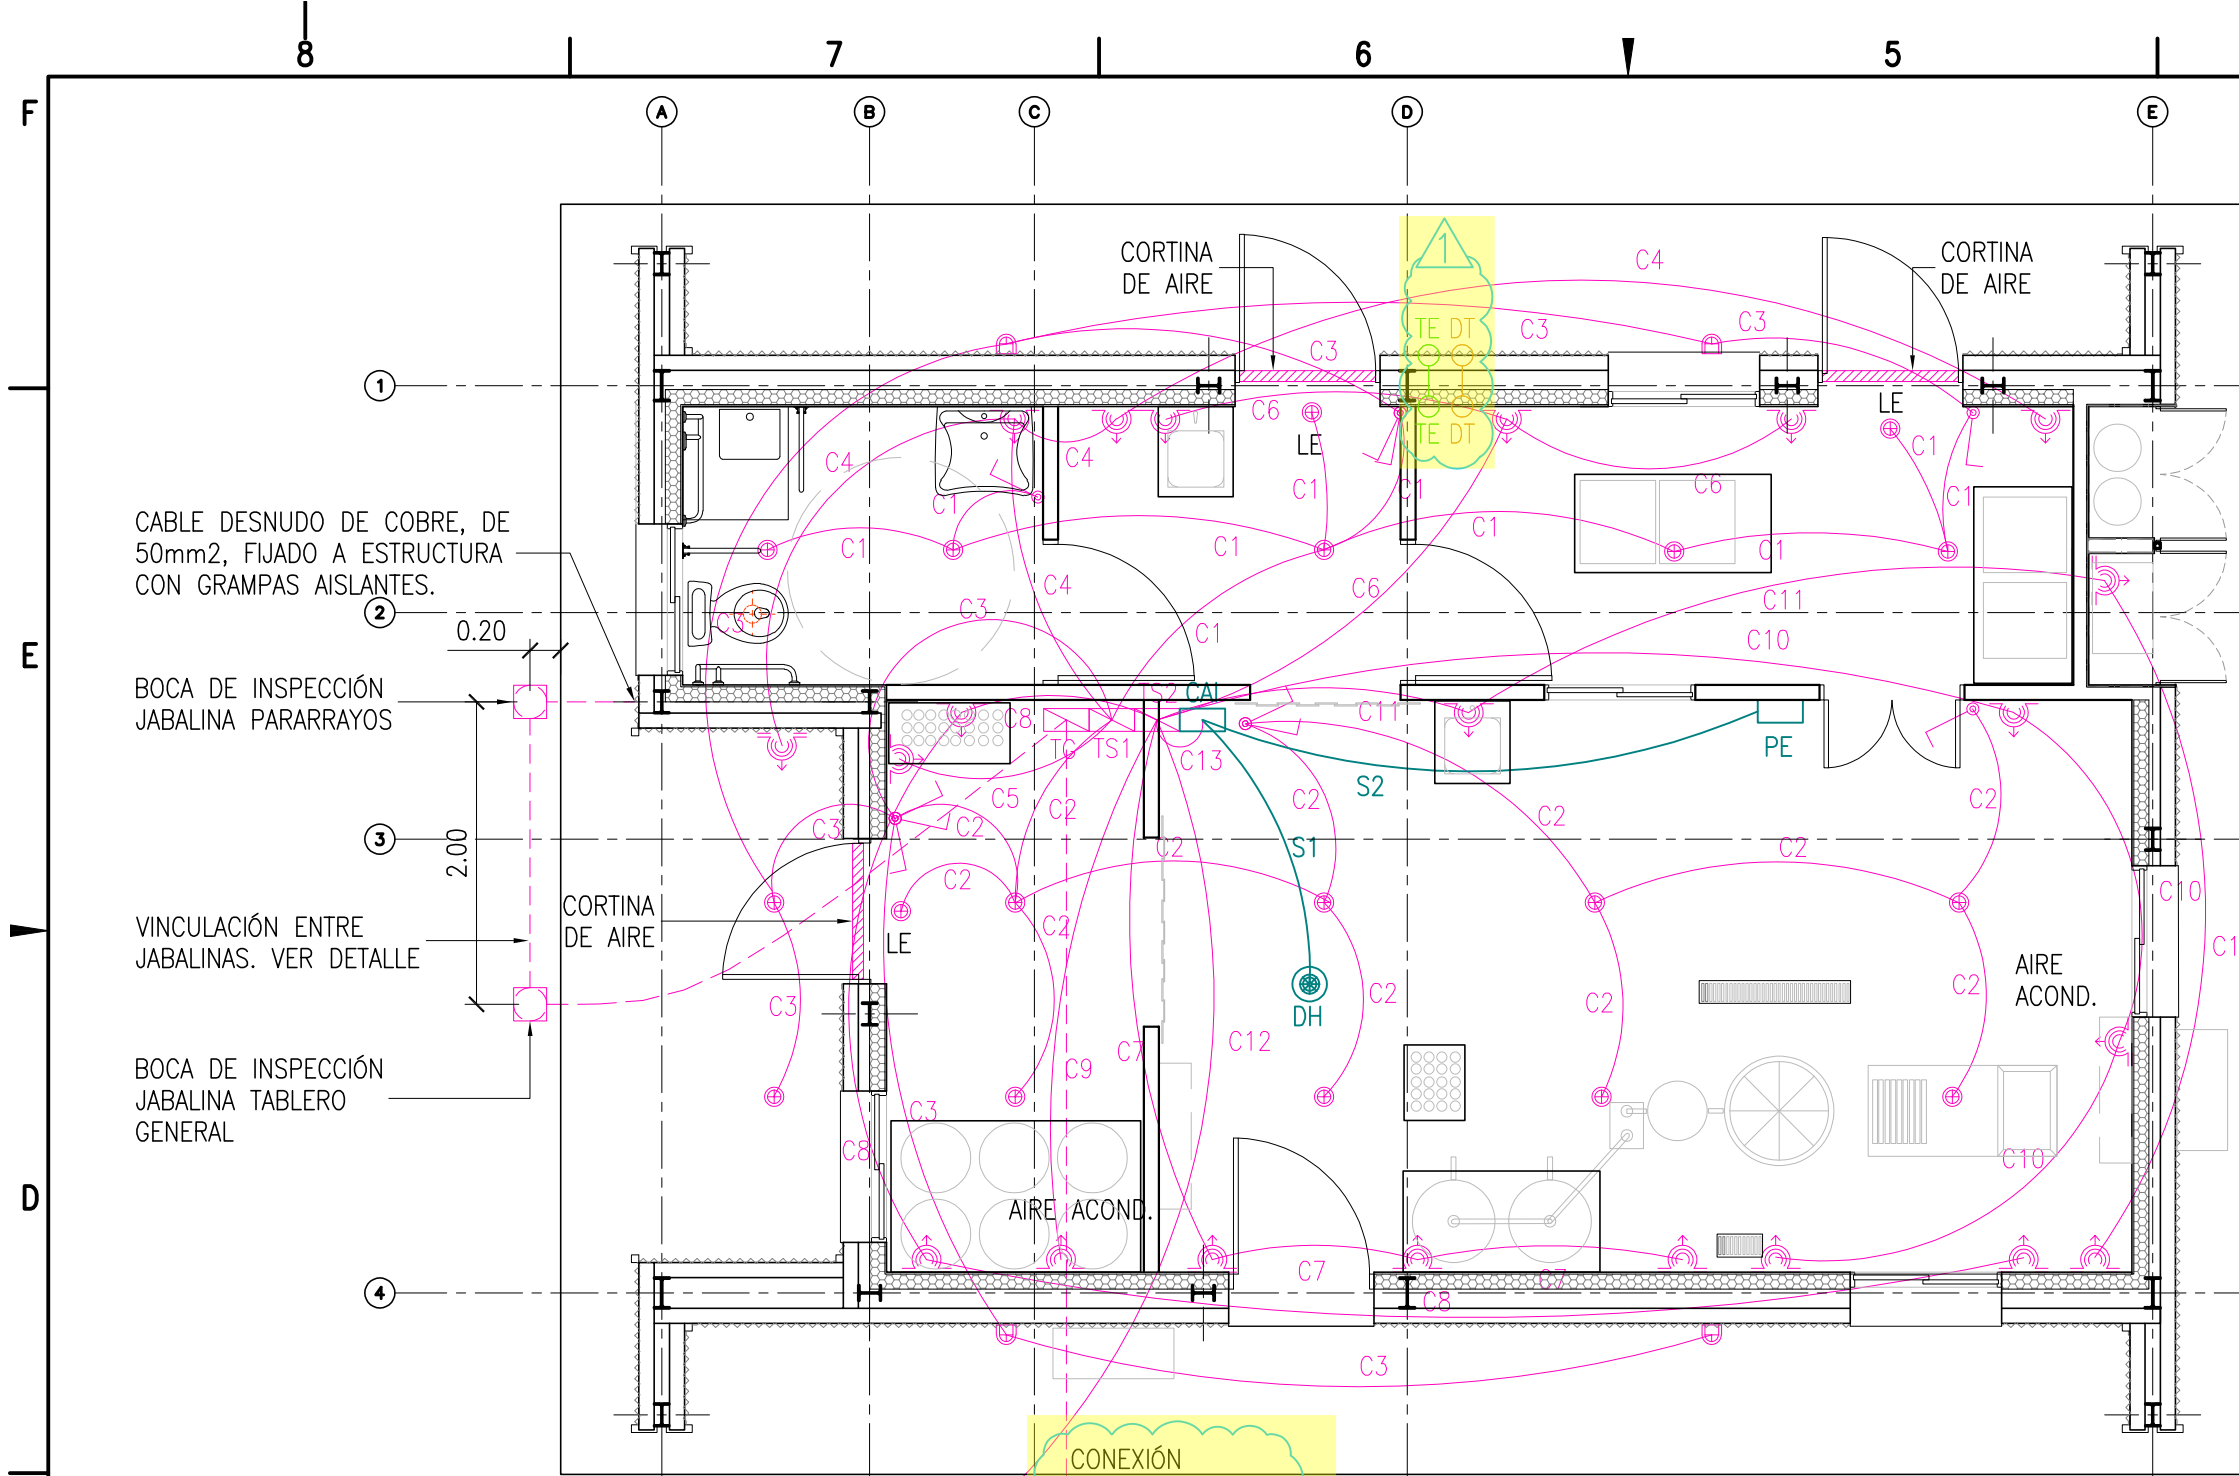 8
7
6
5
F
A
B
C
D
E
1
CORTINA
DE AIRE
CORTINA
DE AIRE
C4
TE DT
C3
C3
C3
1
C6
LE
LE
TE DT
C4
C4
C1
C1
C1
C1
C1
C6
CABLE DESNUDO DE COBRE, DE
50mm2, FIJADO A ESTRUCTURA
CON GRAMPAS AISLANTES.
C1
C1
C1
C1
C4
C6
C11
2
C3
C3
0.20
C1
C10
E
BOCA DE INSPECCIÓN
JABALINA PARARRAYOS
TS2
CAI
C8
C11
TG
TS1
C13
PE
S2
C5
C2
C2
C2
C2
3
C3
C2
S1
C2
C2
2.00
C2
C10
CORTINA
DE AIRE
VINCULACIÓN ENTRE
JABALINAS. VER DETALLE
LE
C2
C1
AIRE
ACOND.
C3
C2
C2
C2
DH
C12
C7
C9
BOCA DE INSPECCIÓN
JABALINA TABLERO
GENERAL
C3
C8
C10
D
AIRE ACOND.
C7
C7
4
C8
C3
CONEXIÓN